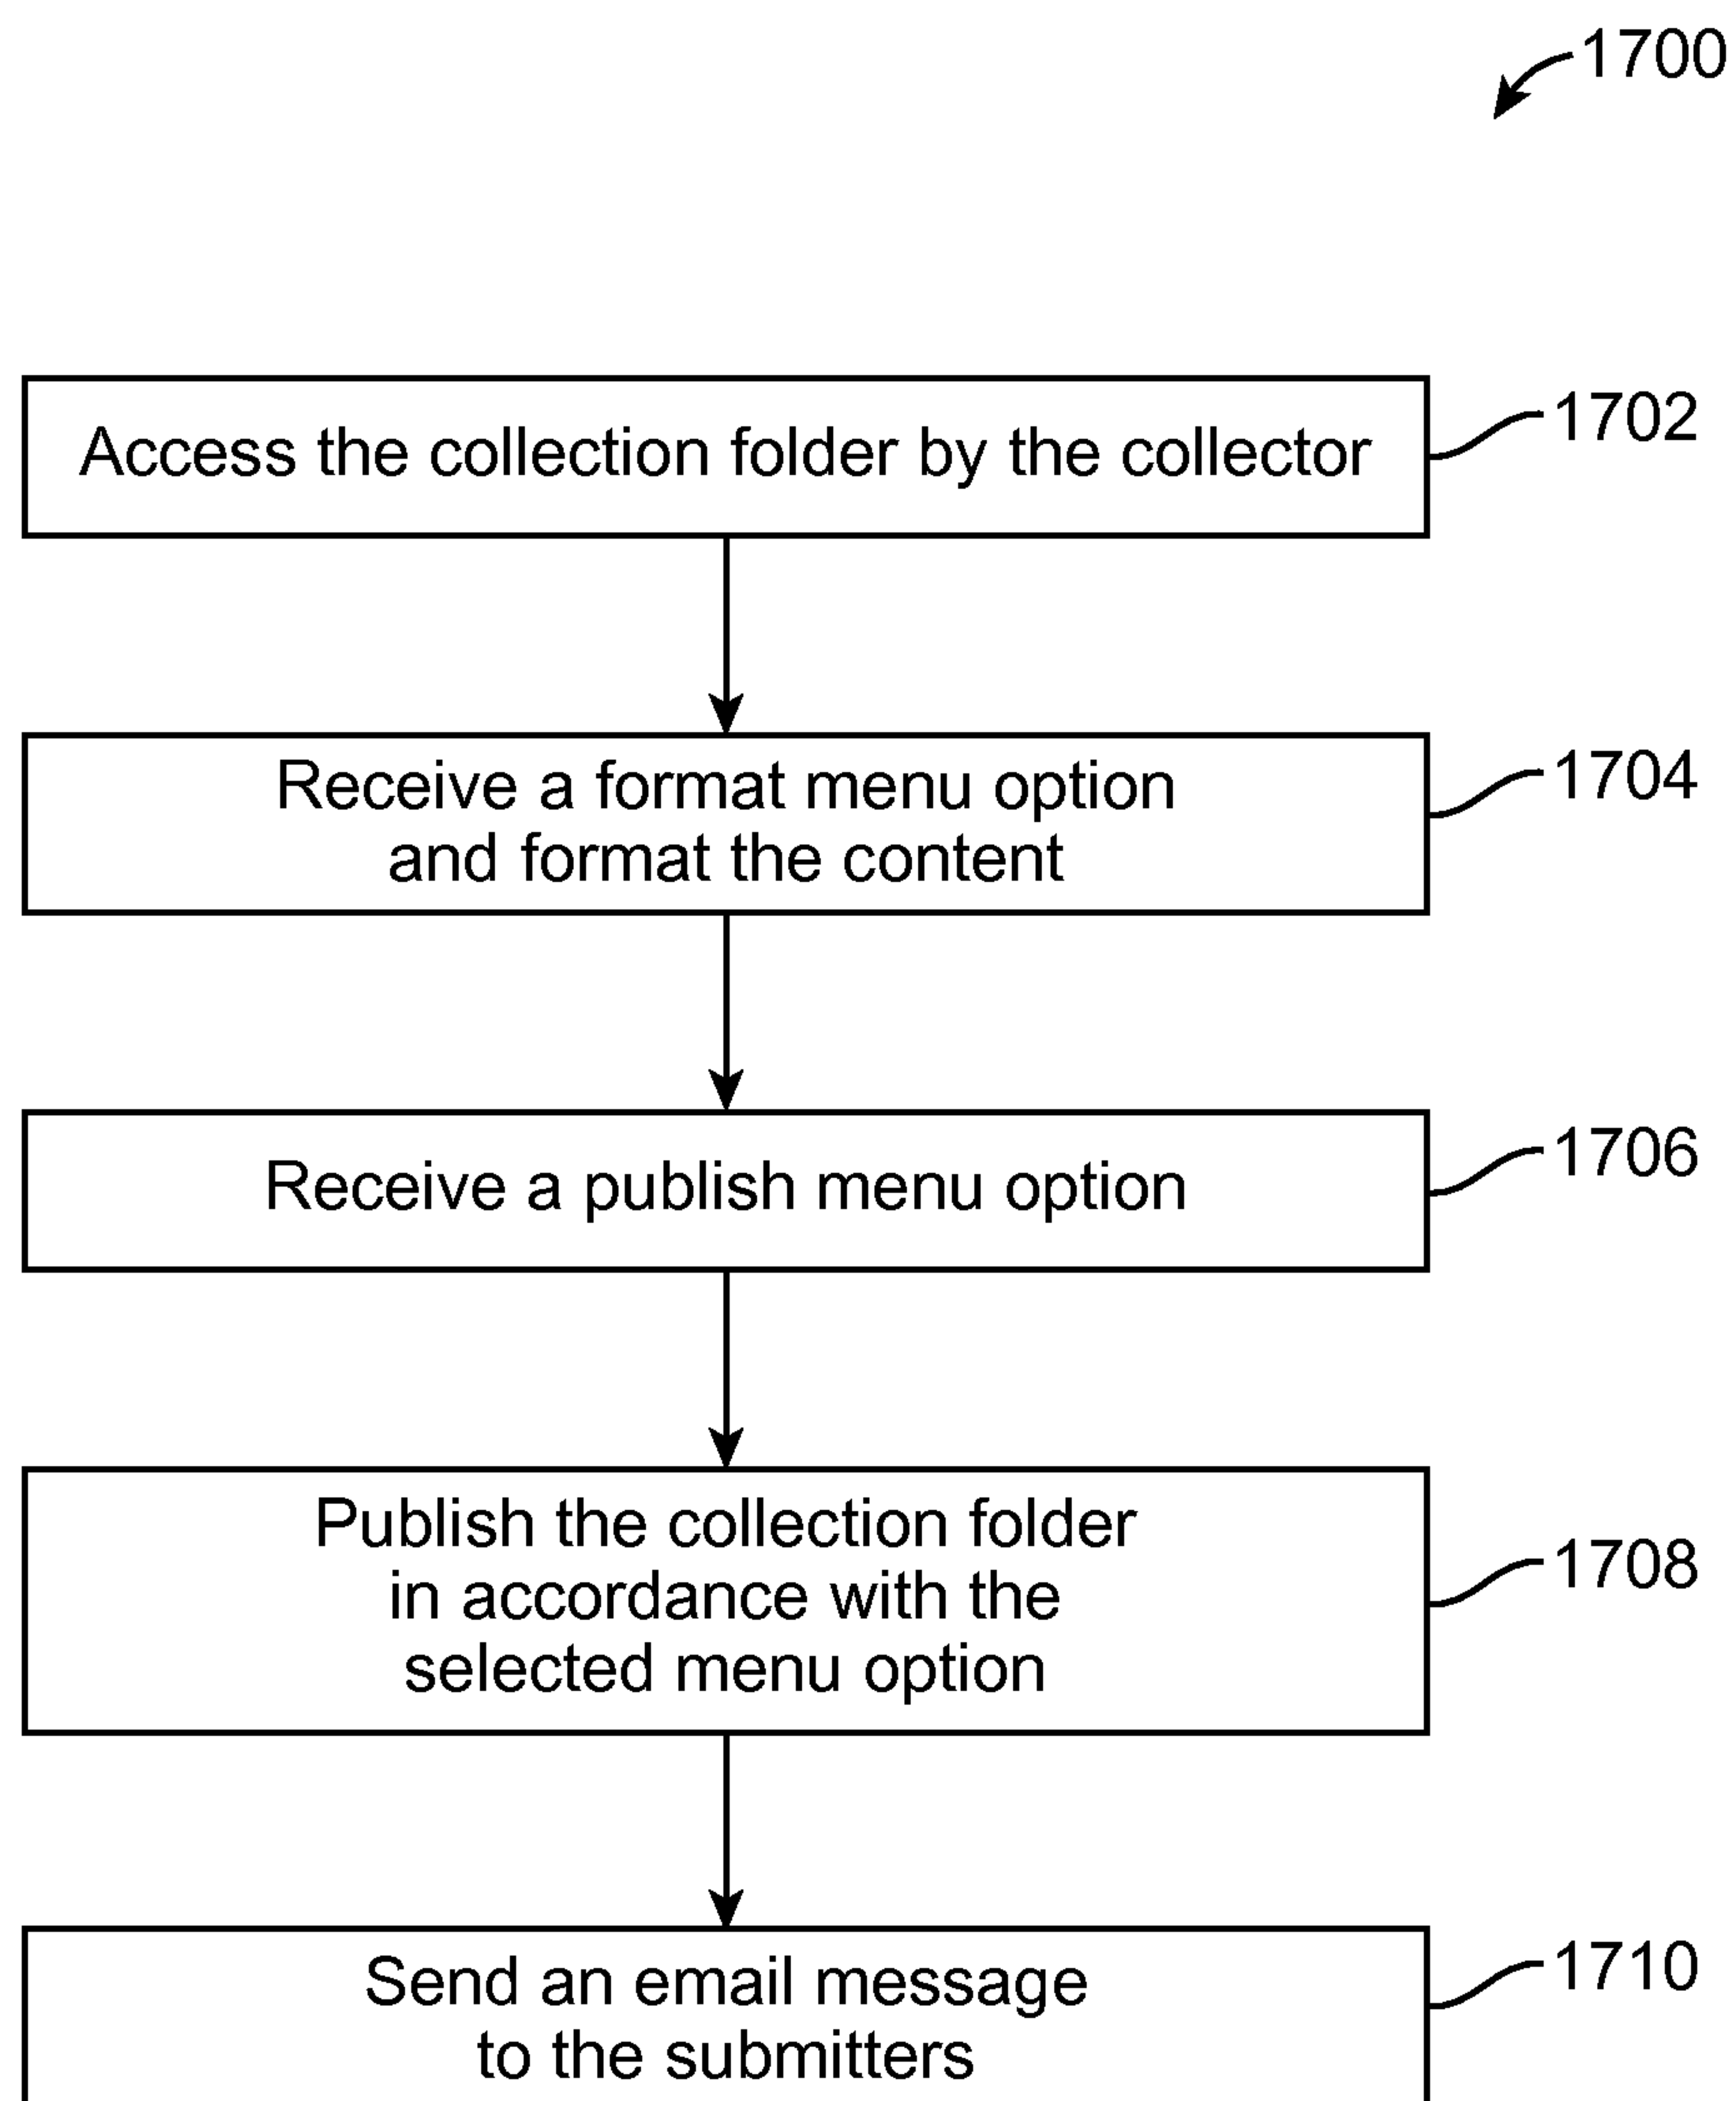 1700
Access the collection folder by the collector
1702
Receive a format menu option
and format the content
1704
Receive a publish menu option
1706
Publish the collection folder
in accordance with the
selected menu option
1708
Send an email message
to the submitters
1710